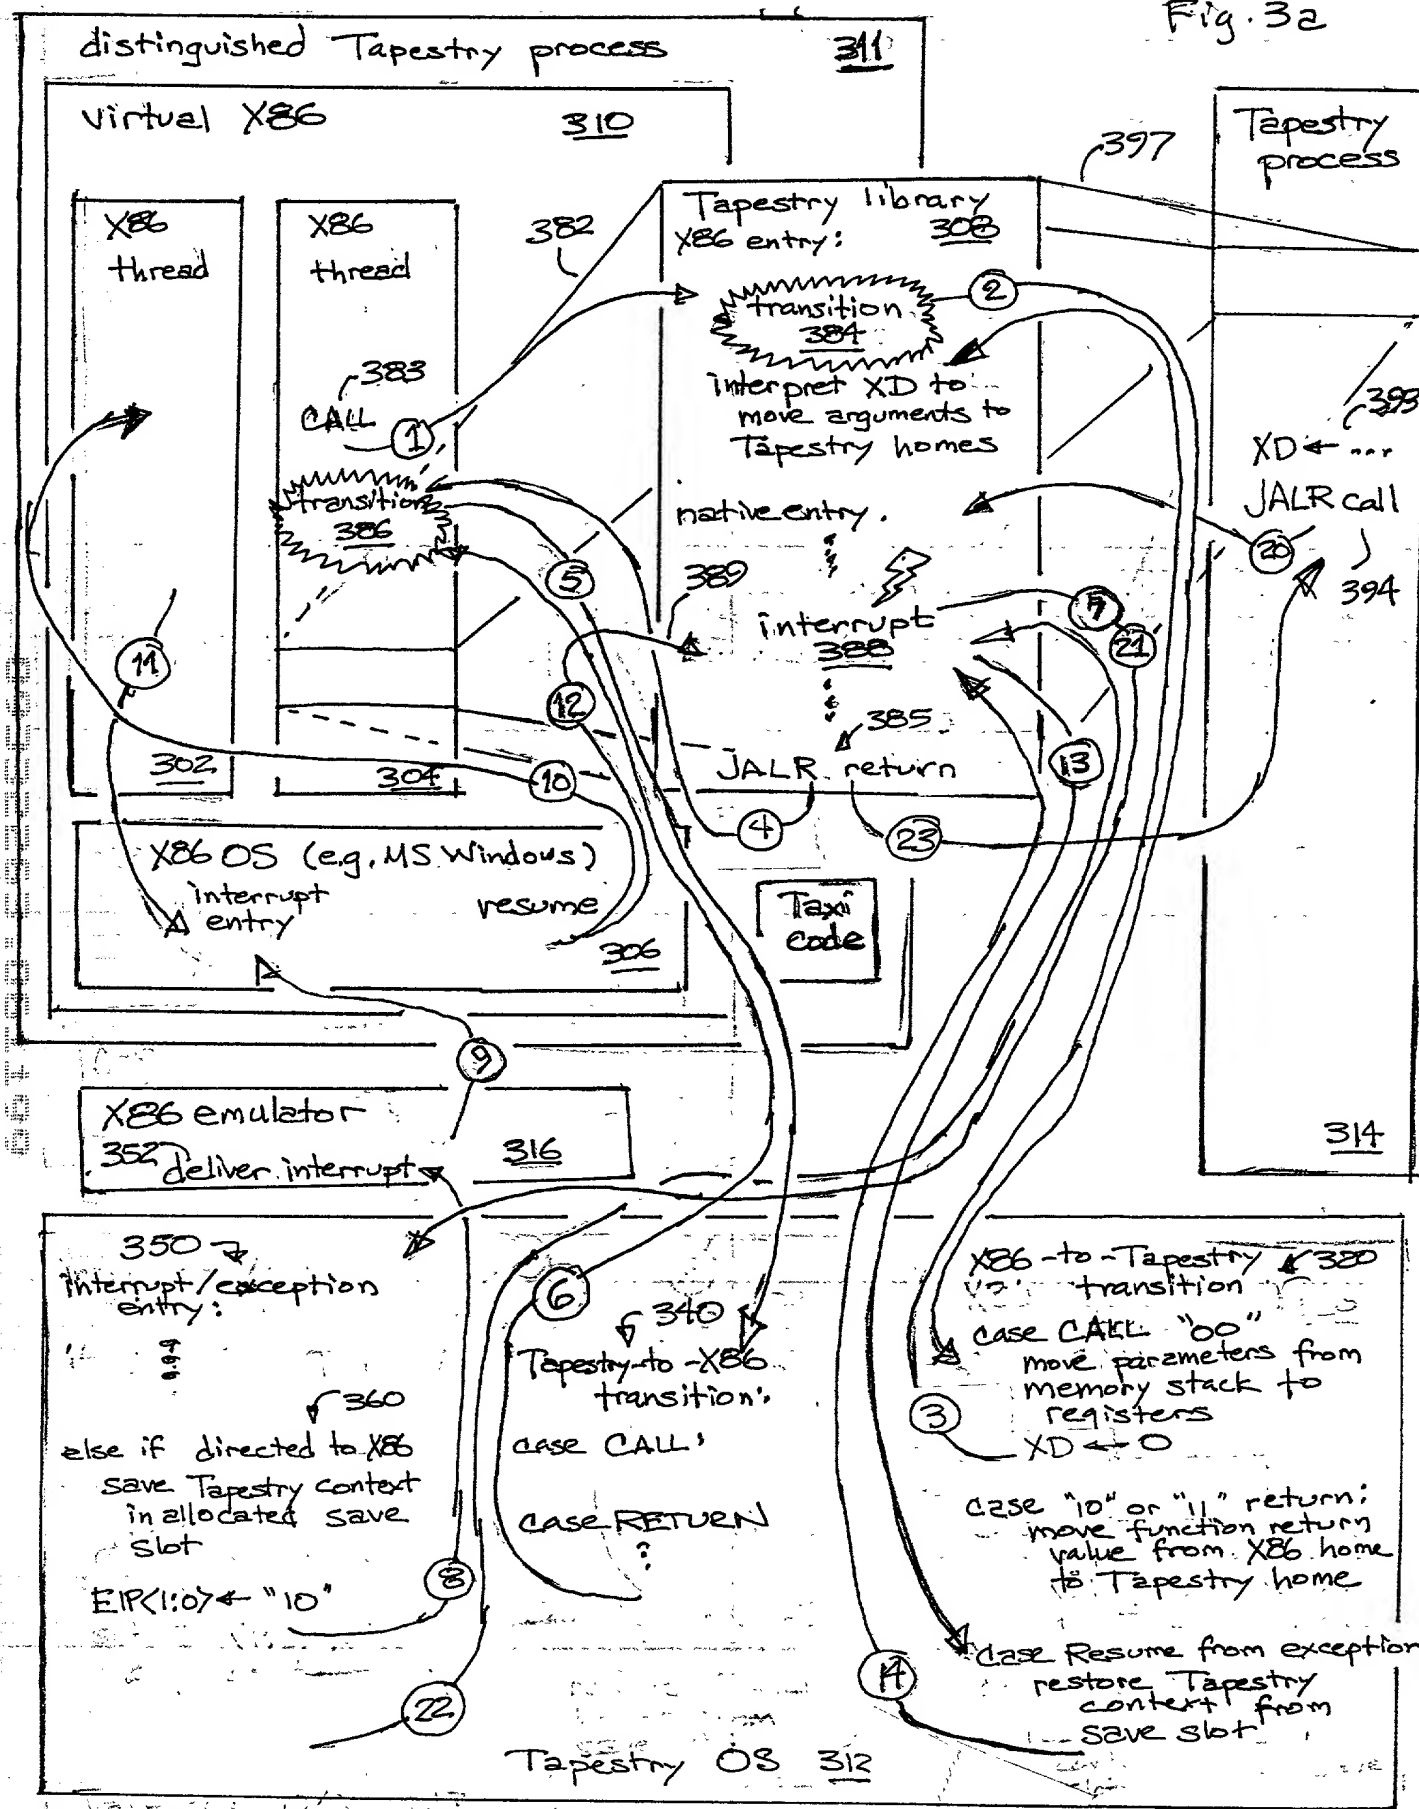 Fig. 3a
distinguished Tapestry process 311
Virtual X86 310
Tapestry
process
397
X86
thread
X86
thread
382
Tapestry library
X86 entry: 308
transition
384
2
interpret XD to
move arguments to
Tapestry homes
383
CALL
1
393
XD ← ...
JALR call
394
20
transition
386
native entry.
5
389
interrupt
388
7
21
11
12
385
13
JALR return
302
304
10
4
23
X86 OS (e.g. MS Windows)
interrupt
entry
resume
306
Taxi
code
9
X86 emulator
352 deliver interrupt
316
314
350
interrupt/exception
entry:
360
else if directed to X86
save Tapestry context
in allocated save
slot
EIP<1:0> ← "10"
8
22
6
340
Tapestry-to-X86
transition:
case CALL:
case RETURN
X86-to-Tapestry 320
transition
case CALL "00"
move parameters from
memory stack to
registers
3
XD ← 0
case "10" or "11" return:
move function return
value from X86 home
to Tapestry home
case Resume from exception
restore Tapestry
context from
save slot
14
Tapestry OS 312